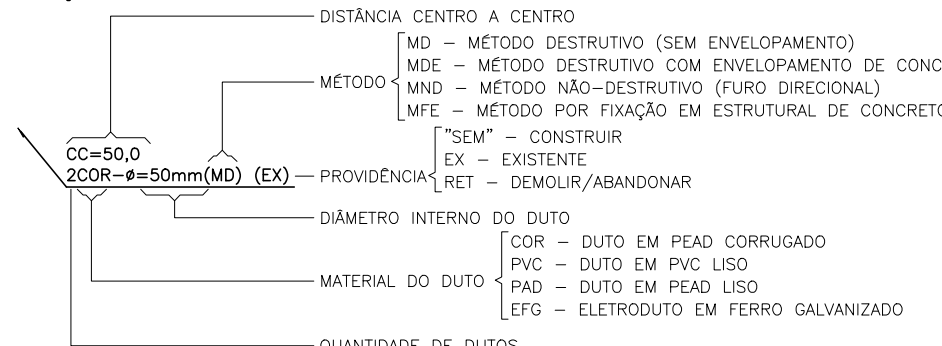 DISTÂNCIA CENTRO A CENTRO
MD – MÉTODO DESTRUTIVO (SEM ENVELOPAMENTO)
MDE – MÉTODO DESTRUTIVO COM ENVELOPAMENTO DE CONC
MÉTODO
MND – MÉTODO NÃO-DESTRUTIVO (FURO DIRECIONAL)
MFE – MÉTODO POR FIXAÇÃO EM ESTRUTURAL DE CONCRETO
CC=50,0
2COR-ø=50mm(MD) (EX)
PROVIDÊNCIA
"SEM" – CONSTRUIR
EX – EXISTENTE
RET – DEMOLIR/ABANDONAR
DIÂMETRO INTERNO DO DUTO
MATERIAL DO DUTO
COR – DUTO EM PEAD CORRUGADO
PVC – DUTO EM PVC LISO
PAD – DUTO EM PEAD LISO
EFG – ELETRODUTO EM FERRO GALVANIZADO
QUANTIDADE DE DUTOS